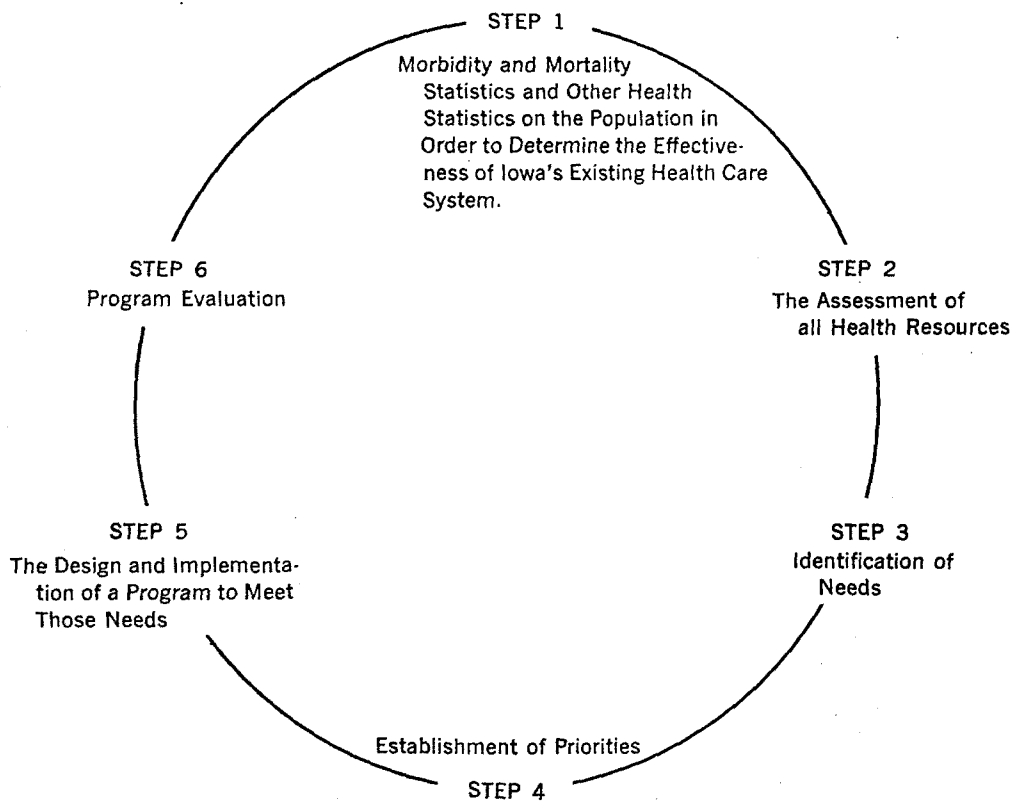 STEP 1
Morbidity and Mortality
Statistics and Other Health
Statistics on the Population in
Order to Determine the Effective-
ness of Iowa's Existing Health Care
System.
STEP 2
The Assessment of
all Health Resources
STEP 3
Identification of
Needs
Establishment of Priorities
STEP 4
STEP 5
The Design and Implementa-
tion of a Program to Meet
Those Needs
STEP 6
Program Evaluation